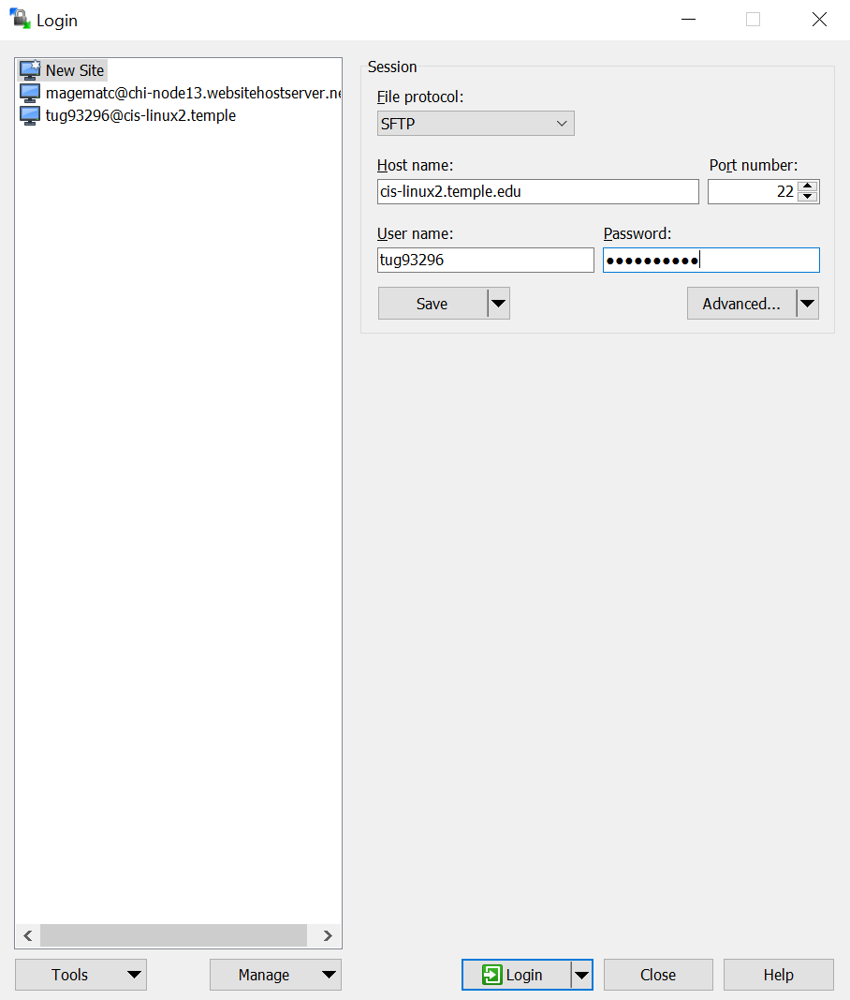 Login
New Site
magematc@chi-node13.websitehostserver.ne
tug93296@cis-linux2.temple
Session
File protocol:
SFTP
Host name: Port number:
cis-linux2.temple.edu 22
User name: Password:
tug93296 ●●●●●●●●●●
Save Advanced...
Tools Manage Login Close Help